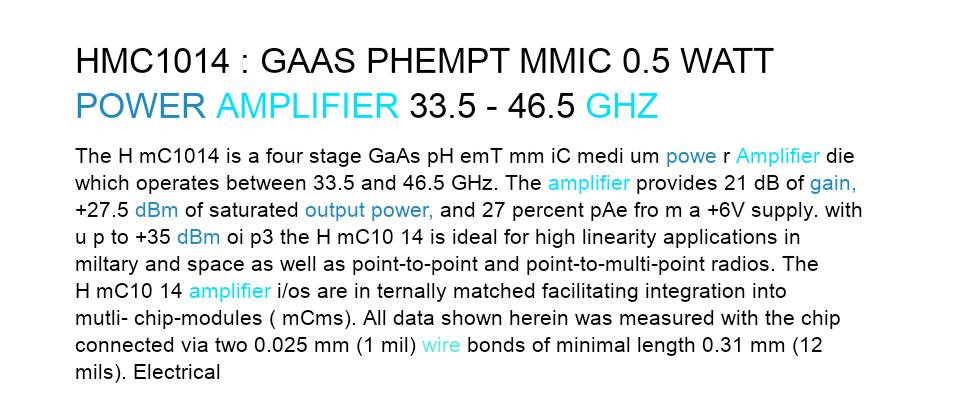 HMC1014 : GAAS PHEMPT MMIC 0.5 WATT
POWER AMPLIFIER 33.5 - 46.5 GHZ
The H mC1014 is a four stage GaAs pH emT mm iC medi um powe r Amplifier die
which operates between 33.5 and 46.5 GHz. The amplifier provides 21 dB of gain,
+27.5 dBm of saturated output power, and 27 percent pAe fro m a +6V supply. with
u p to +35 dBm oi p3 the H mC10 14 is ideal for high linearity applications in
miltary and space as well as point-to-point and point-to-multi-point radios. The
H mC10 14 amplifier i/os are in ternally matched facilitating integration into
mutli- chip-modules ( mCms). All data shown herein was measured with the chip
connected via two 0.025 mm (1 mil) wire bonds of minimal length 0.31 mm (12
mils). Electrical